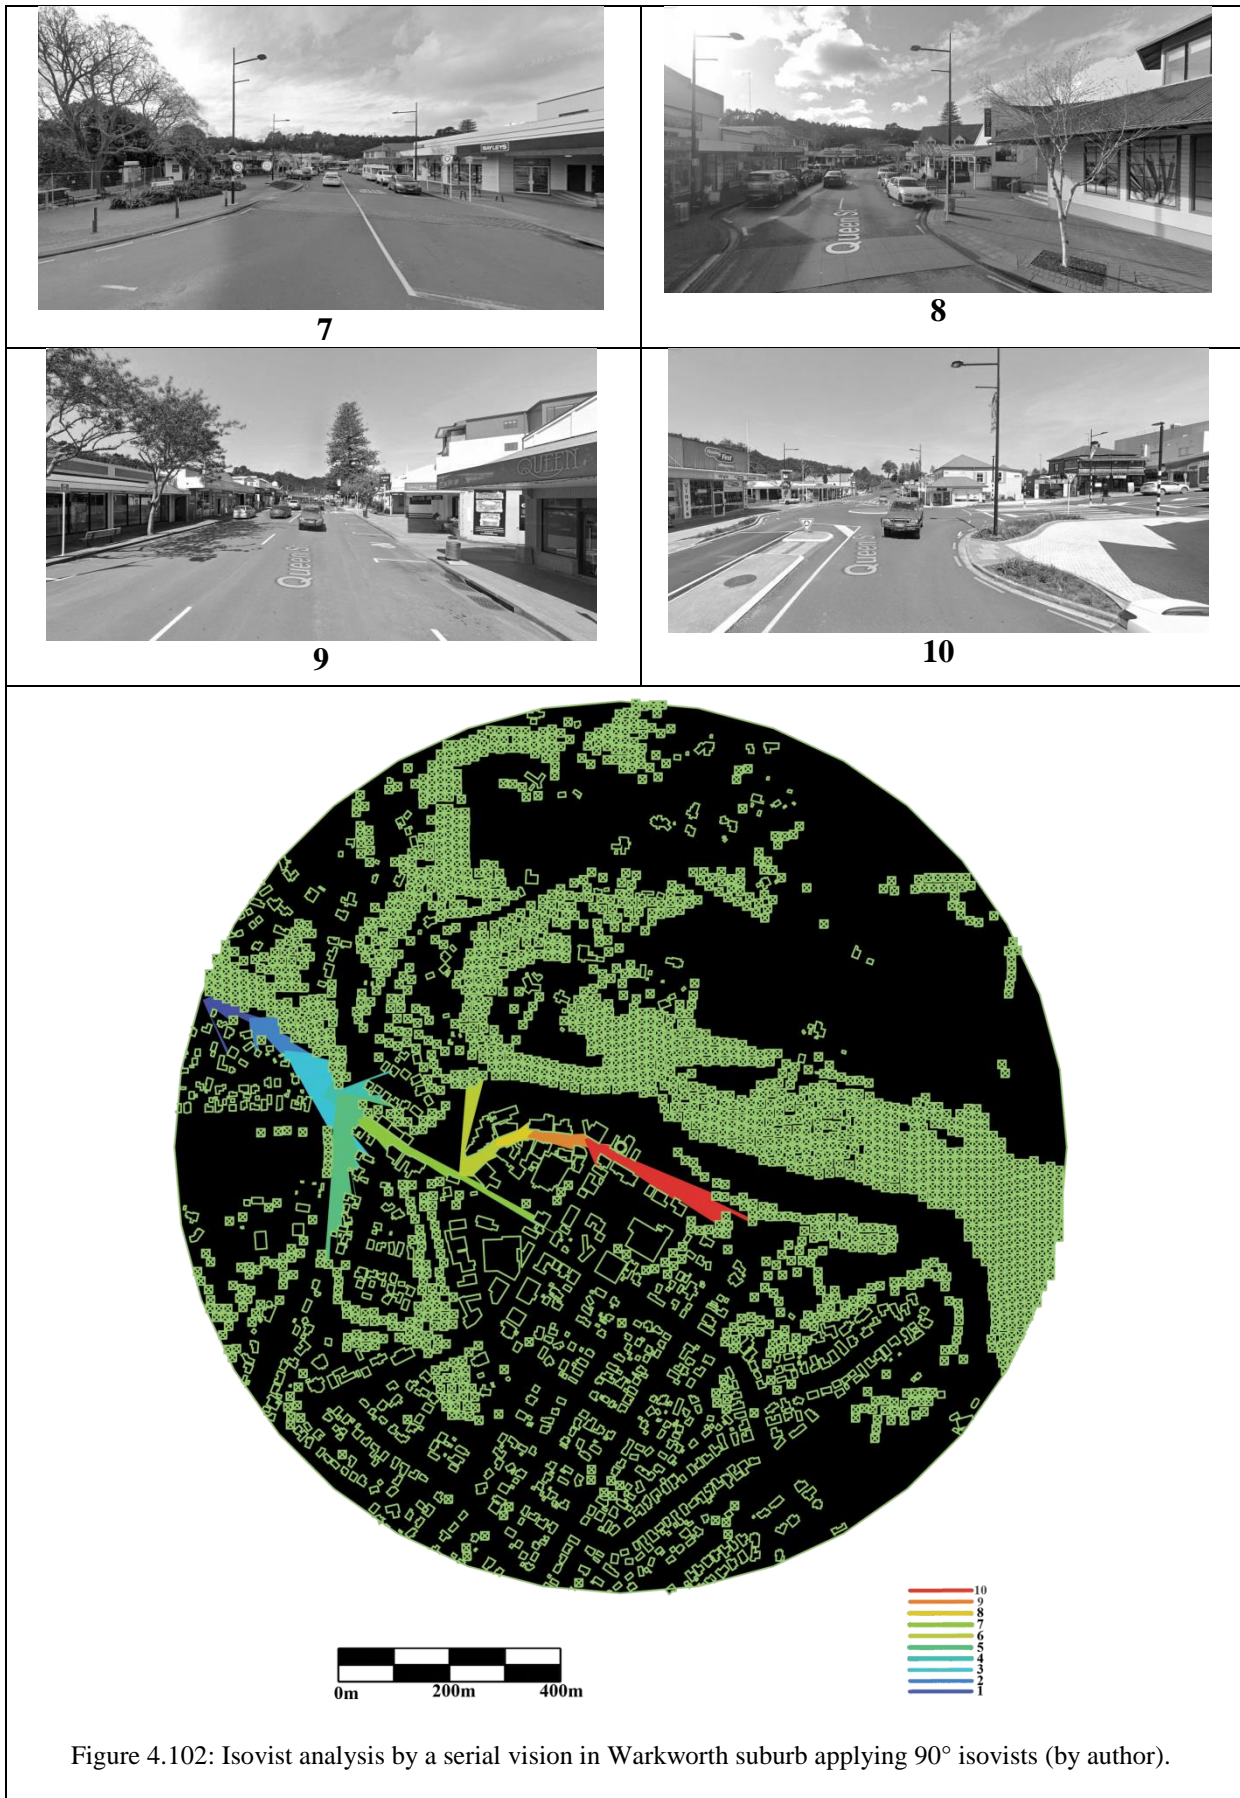 BAYLEYS
7
Queen St
8
QUEEN
Queen St
9
Queen S
10
10
9
8
7
6
5
4
3
2
1
0m 200m 400m
Figure 4.102: Isovist analysis by a serial vision in Warkworth suburb applying 90° isovists (by author).